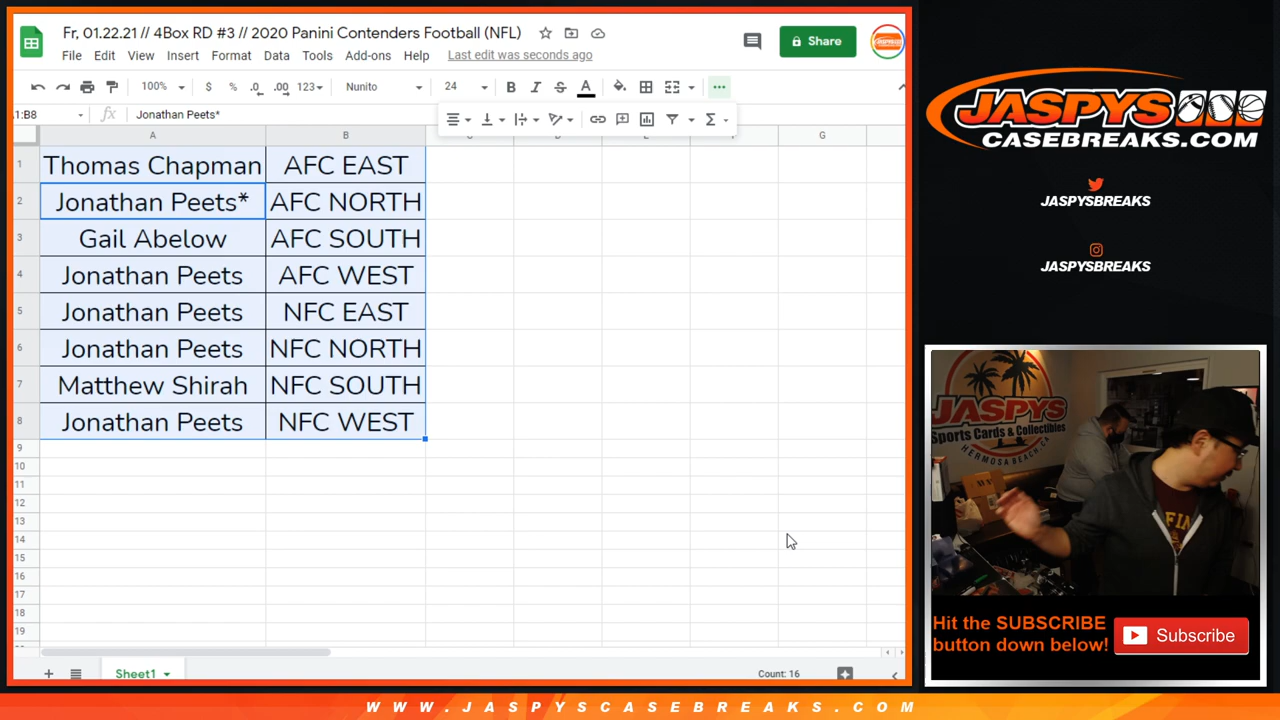 Fr, 01.22.21 // 4Box RD #3 // 2020 Panini Contenders Football (NFL)
File Edit View Insert Format Data Tools Add-ons Help Last edit was seconds ago
Share
100% $ % .0 .00 123 Nunito 24 B I S A
1:B8 fx Jonathan Peets*
A B G
1 Thomas Chapman AFC EAST
2 Jonathan Peets* AFC NORTH
3 Gail Abelow AFC SOUTH
4 Jonathan Peets AFC WEST
5 Jonathan Peets NFC EAST
6 Jonathan Peets NFC NORTH
7 Matthew Shirah NFC SOUTH
8 Jonathan Peets NFC WEST
9
10
11
12
13
14
15
16
17
18
19
Sheet1
Count: 16
JASPYS
CASEBREAKS.COM
JASPYSBREAKS
JASPYSBREAKS
JASPYS
Sports Cards & Collectibles
HERMOSA BEACH, CA
Hit the SUBSCRIBE
button down below!
Subscribe
WWW.JASPYSCASEBREAKS.COM